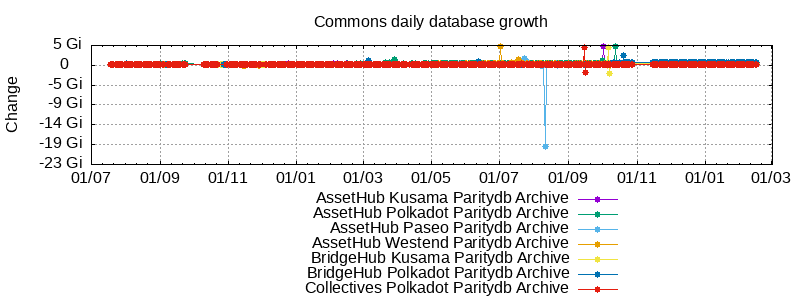 Commons daily database growth
Change
5 Gi
0
-5 Gi
-9 Gi
-14 Gi
-19 Gi
-23 Gi
01/07 01/09 01/11 01/01 01/03 01/05 01/07 01/09 01/11 01/01 01/03
AssetHub Kusama Paritydb Archive
AssetHub Polkadot Paritydb Archive
AssetHub Paseo Paritydb Archive
AssetHub Westend Paritydb Archive
BridgeHub Kusama Paritydb Archive
BridgeHub Polkadot Paritydb Archive
Collectives Polkadot Paritydb Archive